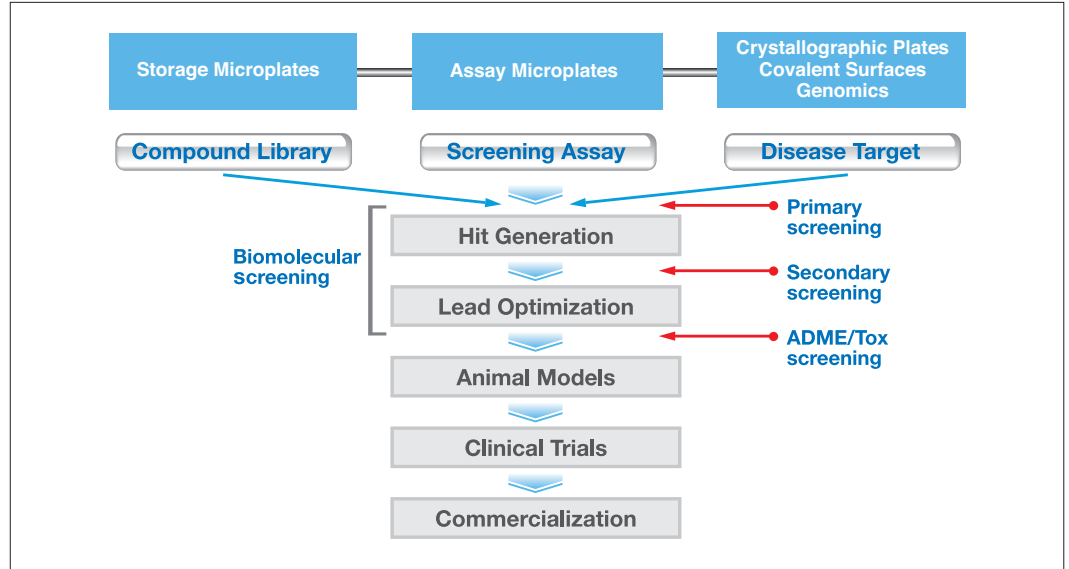 Storage Microplates
Assay Microplates
Crystallographic Plates
Covalent Surfaces
Genomics
Compound Library
Screening Assay
Disease Target
Primary
screening
Hit Generation
Biomolecular
screening
Secondary
screening
Lead Optimization
ADME/Tox
screening
Animal Models
Clinical Trials
Commercialization